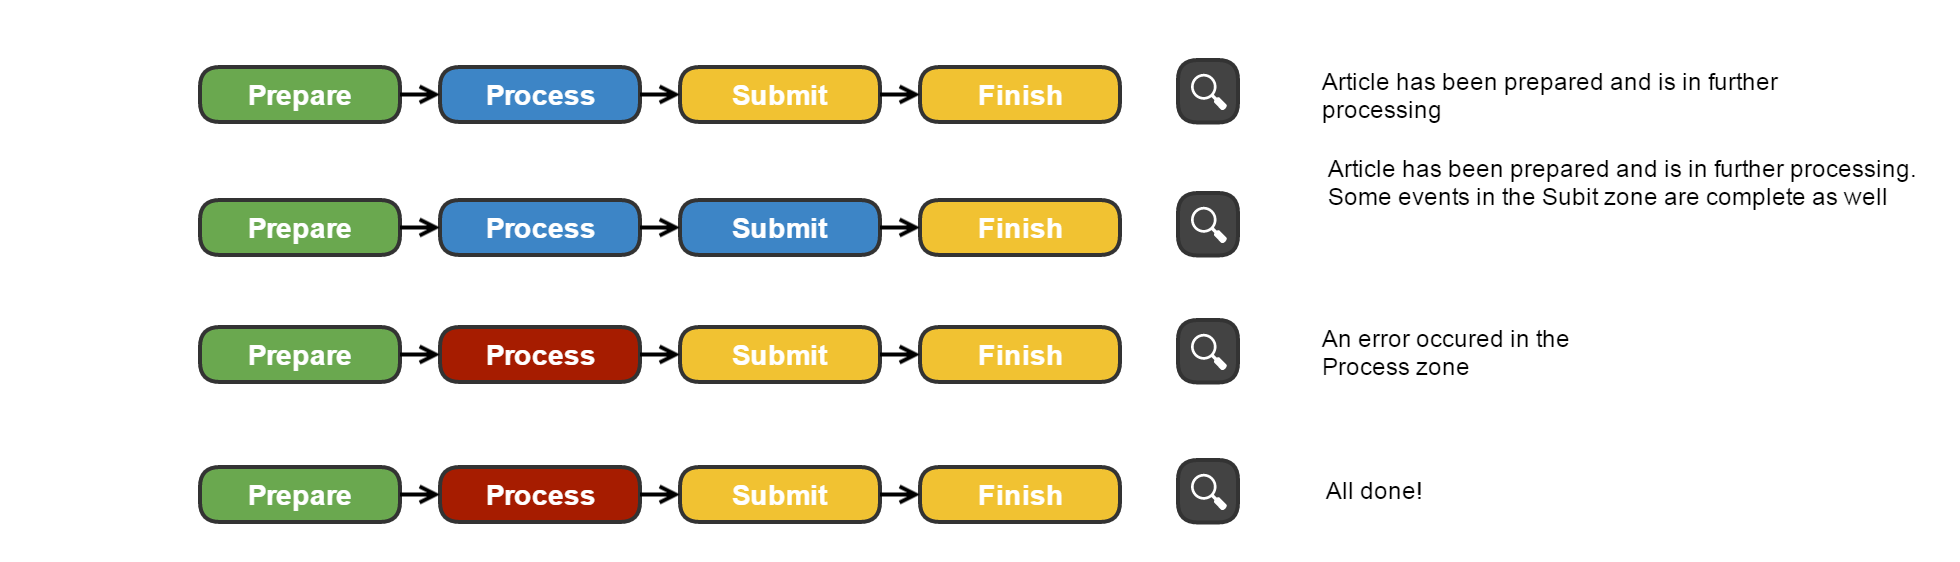 Prepare Process Submit Finish Article has been prepared and is in further
processing
Article has been prepared and is in further processing.
Prepare Process Submit Finish Some events in the Subit zone are complete as well
Prepare Process Submit Finish An error occured in the
Process zone
Prepare Process Submit Finish All done!